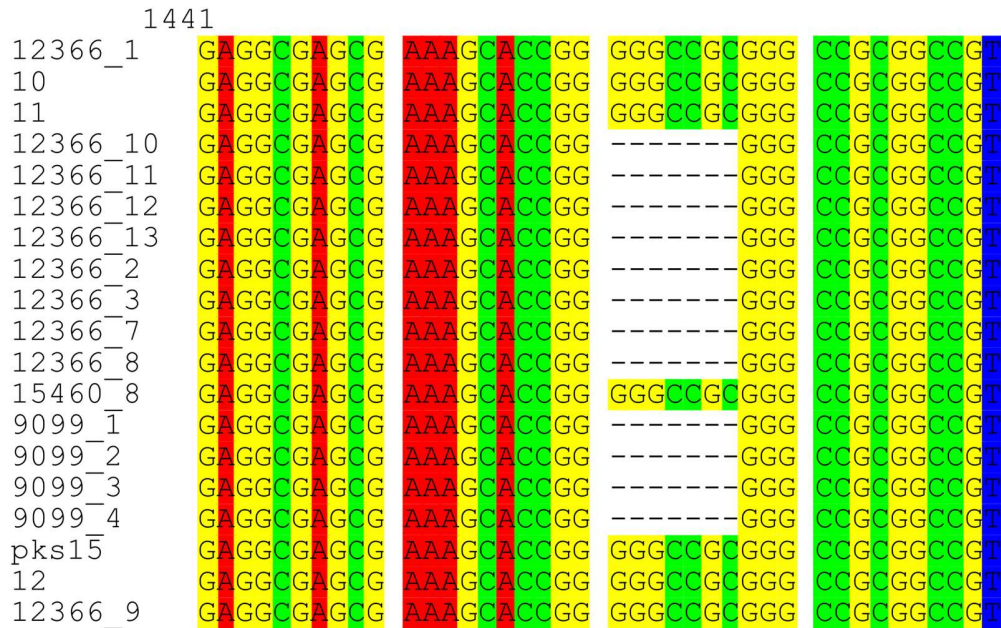 1441
12366_1 GAGGCGAGCG AAAGCACCGG GGGCCGCGGG CCGCGGCCGT
10 GAGGCGAGCG AAAGCACCGG GGGCCGCGGG CCGCGGCCGT
11 GAGGCGAGCG AAAGCACCGG GGGCCGCGGG CCGCGGCCGT
12366_10 GAGGCGAGCG AAAGCACCGG -------GGG CCGCGGCCGT
12366_11 GAGGCGAGCG AAAGCACCGG -------GGG CCGCGGCCGT
12366_12 GAGGCGAGCG AAAGCACCGG -------GGG CCGCGGCCGT
12366_13 GAGGCGAGCG AAAGCACCGG -------GGG CCGCGGCCGT
12366_2 GAGGCGAGCG AAAGCACCGG -------GGG CCGCGGCCGT
12366_3 GAGGCGAGCG AAAGCACCGG -------GGG CCGCGGCCGT
12366_7 GAGGCGAGCG AAAGCACCGG -------GGG CCGCGGCCGT
12366_8 GAGGCGAGCG AAAGCACCGG -------GGG CCGCGGCCGT
15460_8 GAGGCGAGCG AAAGCACCGG GGGCCGCGGG CCGCGGCCGT
9099_1 GAGGCGAGCG AAAGCACCGG -------GGG CCGCGGCCGT
9099_2 GAGGCGAGCG AAAGCACCGG -------GGG CCGCGGCCGT
9099_3 GAGGCGAGCG AAAGCACCGG -------GGG CCGCGGCCGT
9099_4 GAGGCGAGCG AAAGCACCGG -------GGG CCGCGGCCGT
pks15 GAGGCGAGCG AAAGCACCGG GGGCCGCGGG CCGCGGCCGT
12 GAGGCGAGCG AAAGCACCGG GGGCCGCGGG CCGCGGCCGT
12366_9 GAGGCGAGCG AAAGCACCGG GGGCCGCGGG CCGCGGCCGT